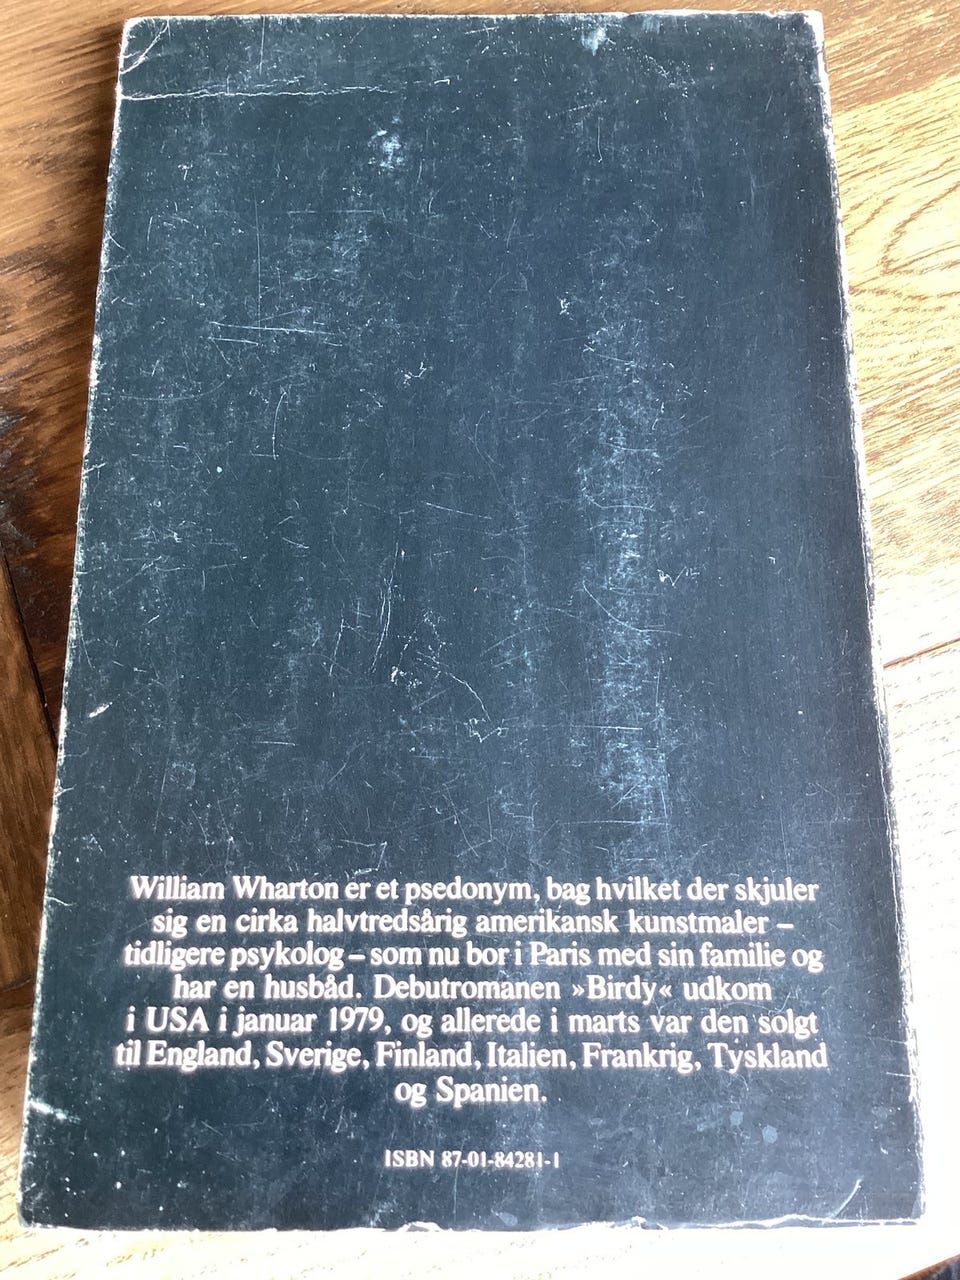 William Wharton er et psedonym, bag hvilket der skjuler
sig en cirka halvtredsårig amerikansk kunstmaler –
tidligere psykolog – som nu bor i Paris med sin familie og
har en husbåd. Debutromanen »Birdy« udkom
i USA i januar 1979, og allerede i marts var den solgt
til England, Sverige, Finland, Italien, Frankrig, Tyskland
og Spanien.
ISBN 87-01-84281-1